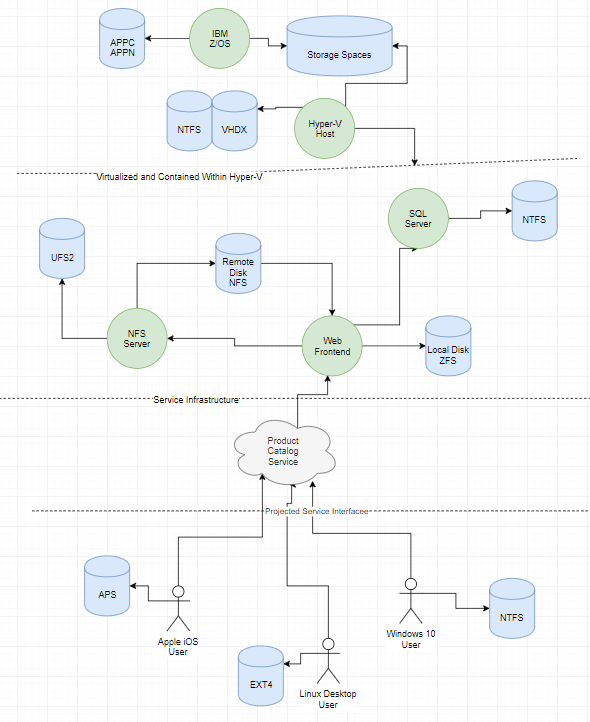 IBM
Z/OS
APPC
APPN
Storage Spaces
Hyper-V
Host
NTFS
VHDX
Virtualized and Contained Within Hyper-V
SQL
Server
NTFS
UFS2
Remote
Disk
NFS
NFS
Server
Web
Frontend
Local Disk
ZFS
Service Infrastructure
Product
Catalog
Service
Projected Service Interfacee
APS
Apple iOS
User
Windows 10
User
NTFS
EXT4
Linux Desktop
User